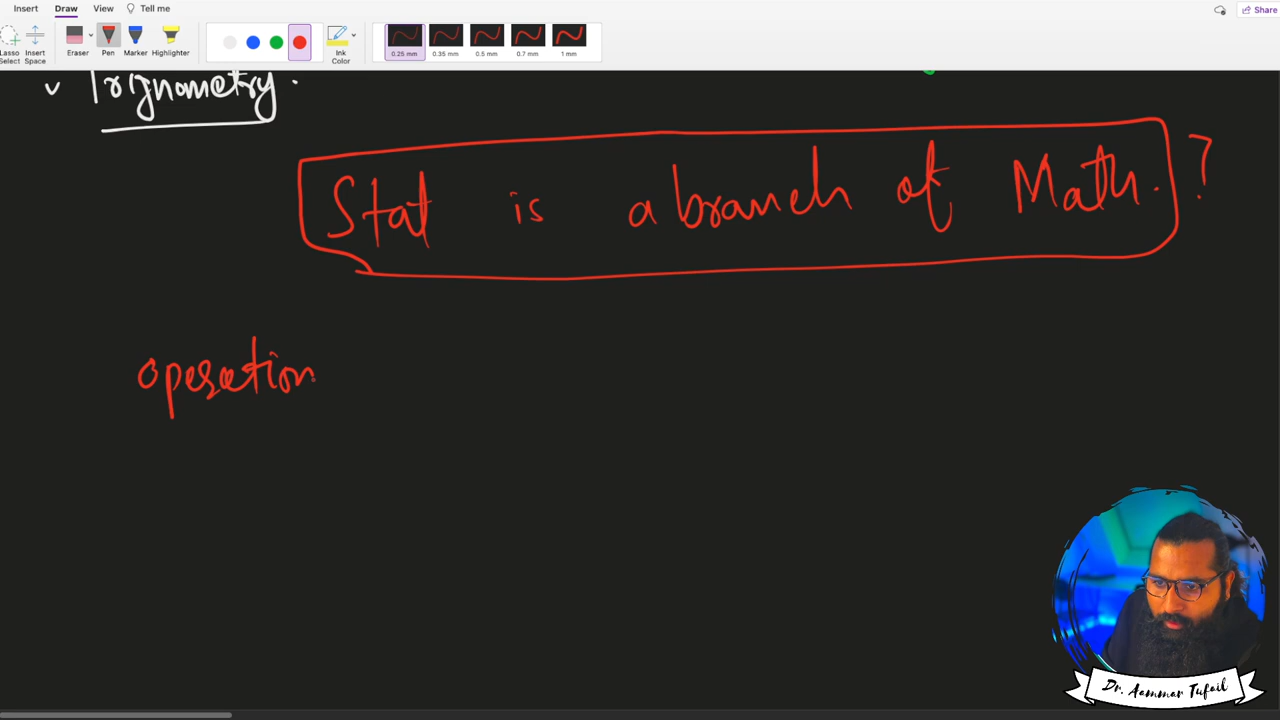 Insert Draw View Tell me
Share
Lasso Select Insert Space Eraser Pen Marker Highlighter Ink Color 0.25 mm 0.35 mm 0.5 mm 0.7 mm 1 mm
Trignometry.
Stat is a branch of Math. ?
operation
Dr. Aammar Tufail